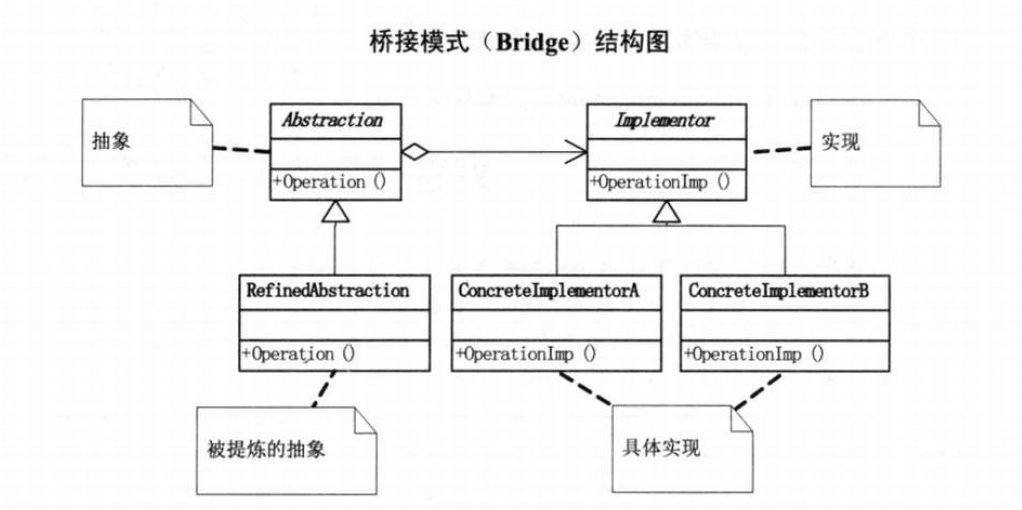 桥接模式（Bridge）结构图
抽象
Abstraction
+Operation ()
Implementor
+OperationImp ()
实现
RefinedAbstraction
+Operation ()
ConcreteImplementorA
+OperationImp ()
ConcreteImplementorB
+OperationImp ()
被提炼的抽象
具体实现